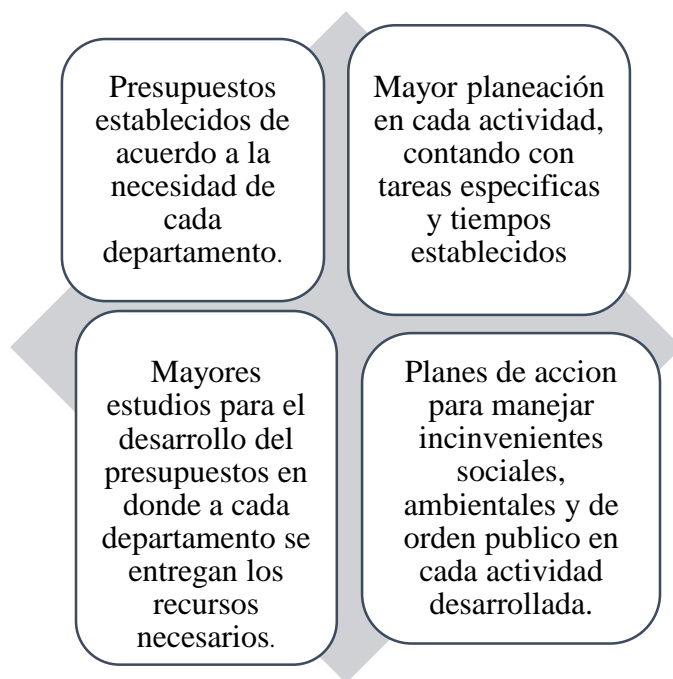 Presupuestos
establecidos de
acuerdo a la
necesidad de
cada
departamento.
Mayor planeación
en cada actividad,
contando con
tareas especificas
y tiempos
establecidos
Mayores
estudios para el
desarrollo del
presupuestos en
donde a cada
departamento se
entregan los
recursos
necesarios.
Planes de accion
para manejar
incinvenientes
sociales,
ambientales y de
orden publico en
cada actividad
desarrollada.